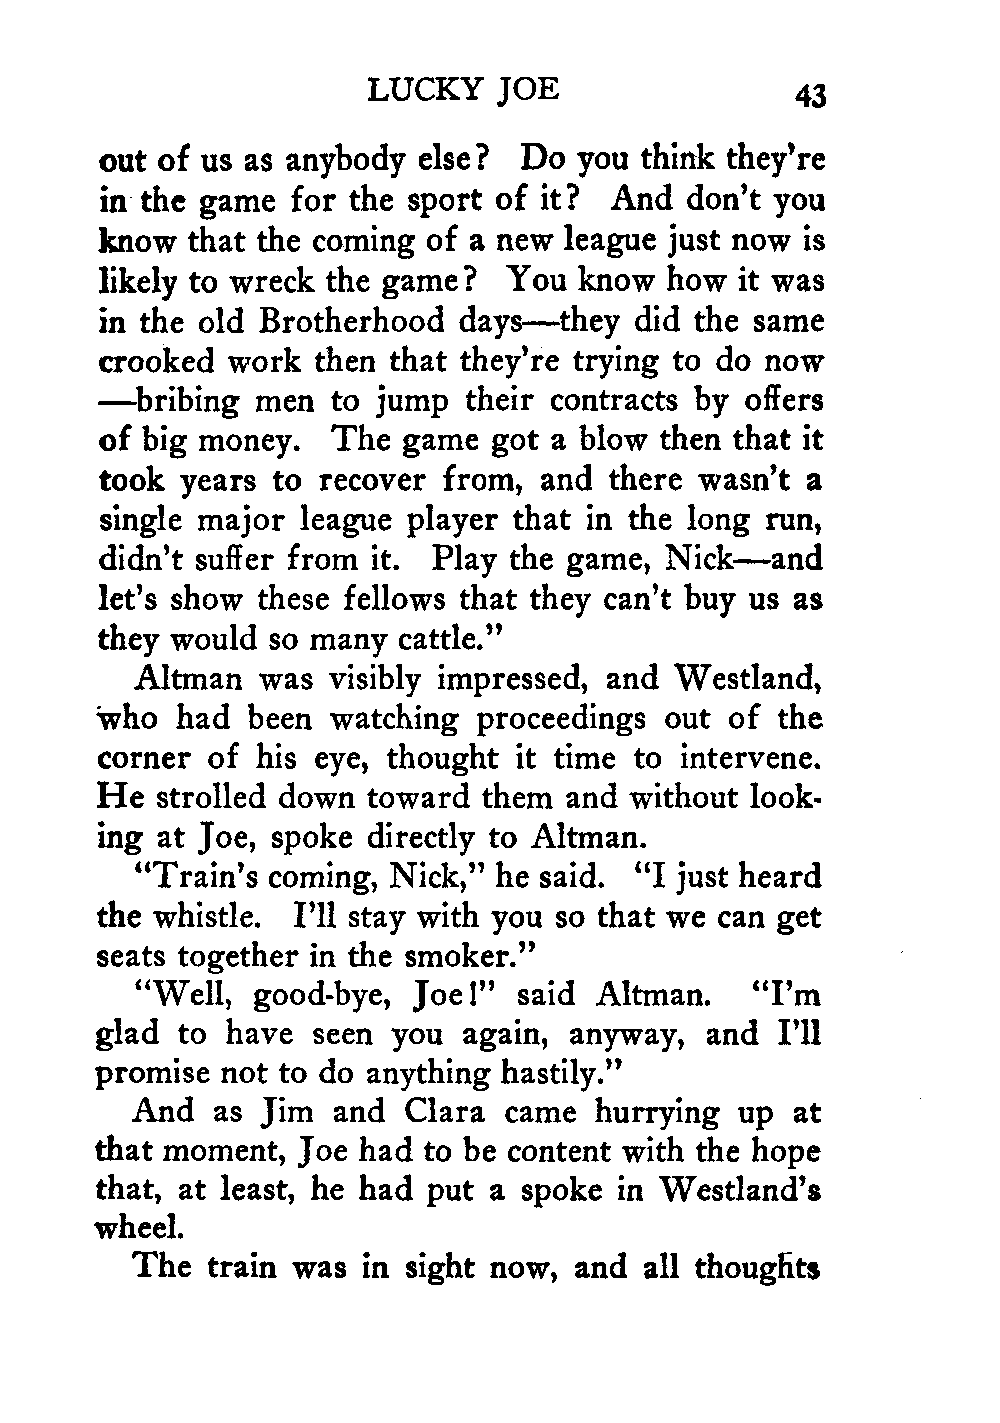 LUCKY JOE 43
out of us as anybody else? Do you think they're
in the game for the sport of it? And don't you
know that the coming of a new league just now is
likely to wreck the game? You know how it was
in the old Brotherhood days—they did the same
crooked work then that they're trying to do now
—bribing men to jump their contracts by offers
of big money. The game got a blow then that it
took years to recover from, and there wasn't a
single major league player that in the long run,
didn't suffer from it. Play the game, Nick—and
let's show these fellows that they can't buy us as
they would so many cattle."
Altman was visibly impressed, and Westland,
who had been watching proceedings out of the
corner of his eye, thought it time to intervene.
He strolled down toward them and without look-
ing at Joe, spoke directly to Altman.
"Train's coming, Nick," he said. "I just heard
the whistle. I'll stay with you so that we can get
seats together in the smoker."
"Well, good-bye, Joe!" said Altman. "I'm
glad to have seen you again, anyway, and I'll
promise not to do anything hastily."
And as Jim and Clara came hurrying up at
that moment, Joe had to be content with the hope
that, at least, he had put a spoke in Westland's
wheel.
The train was in sight now, and all thoughts